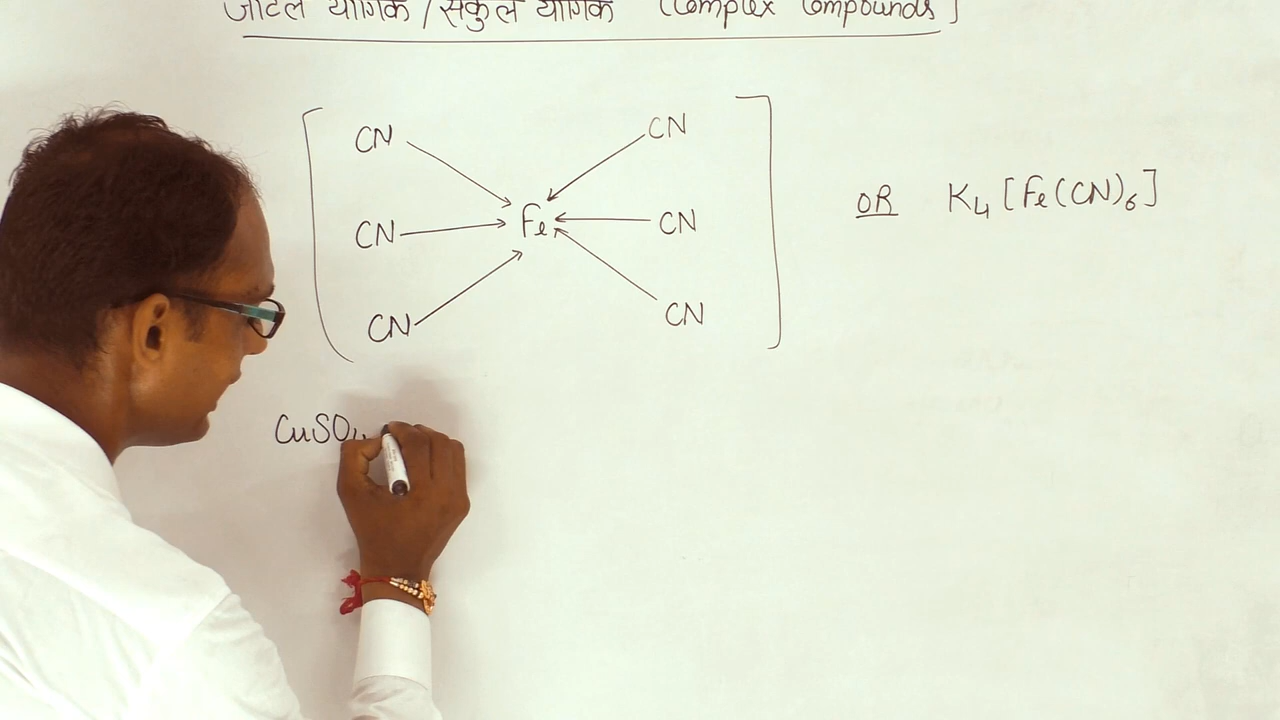 जटिल यौगिक / संकुल यौगिक [Complex Compounds]
CN CN
CN Fe CN
CN CN
OR K4 [Fe(CN)6]
CuSO4